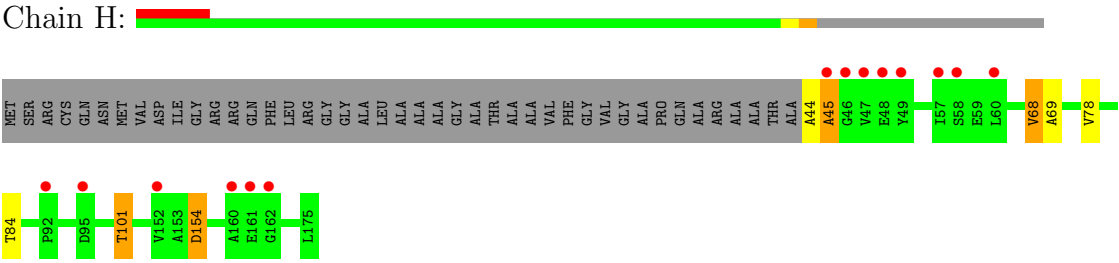 Chain H:
MET SER ARG CYS GLN ASN MET VAL ASP ILE GLY ARG ARG GLN PHE LEU ARG GLY GLY ALA LEU ALA ALA ALA ALA GLY ALA THR ALA ALA VAL PHE GLY VAL GLY ALA PRO GLN ALA ARG ALA ALA THR ALA A44 A45 G46 V47 E48 Y49 I57 S58 E59 L60 V68 A69 V78
T84 P92 D95 T101 V152 A153 D154 A160 E161 G162 L175